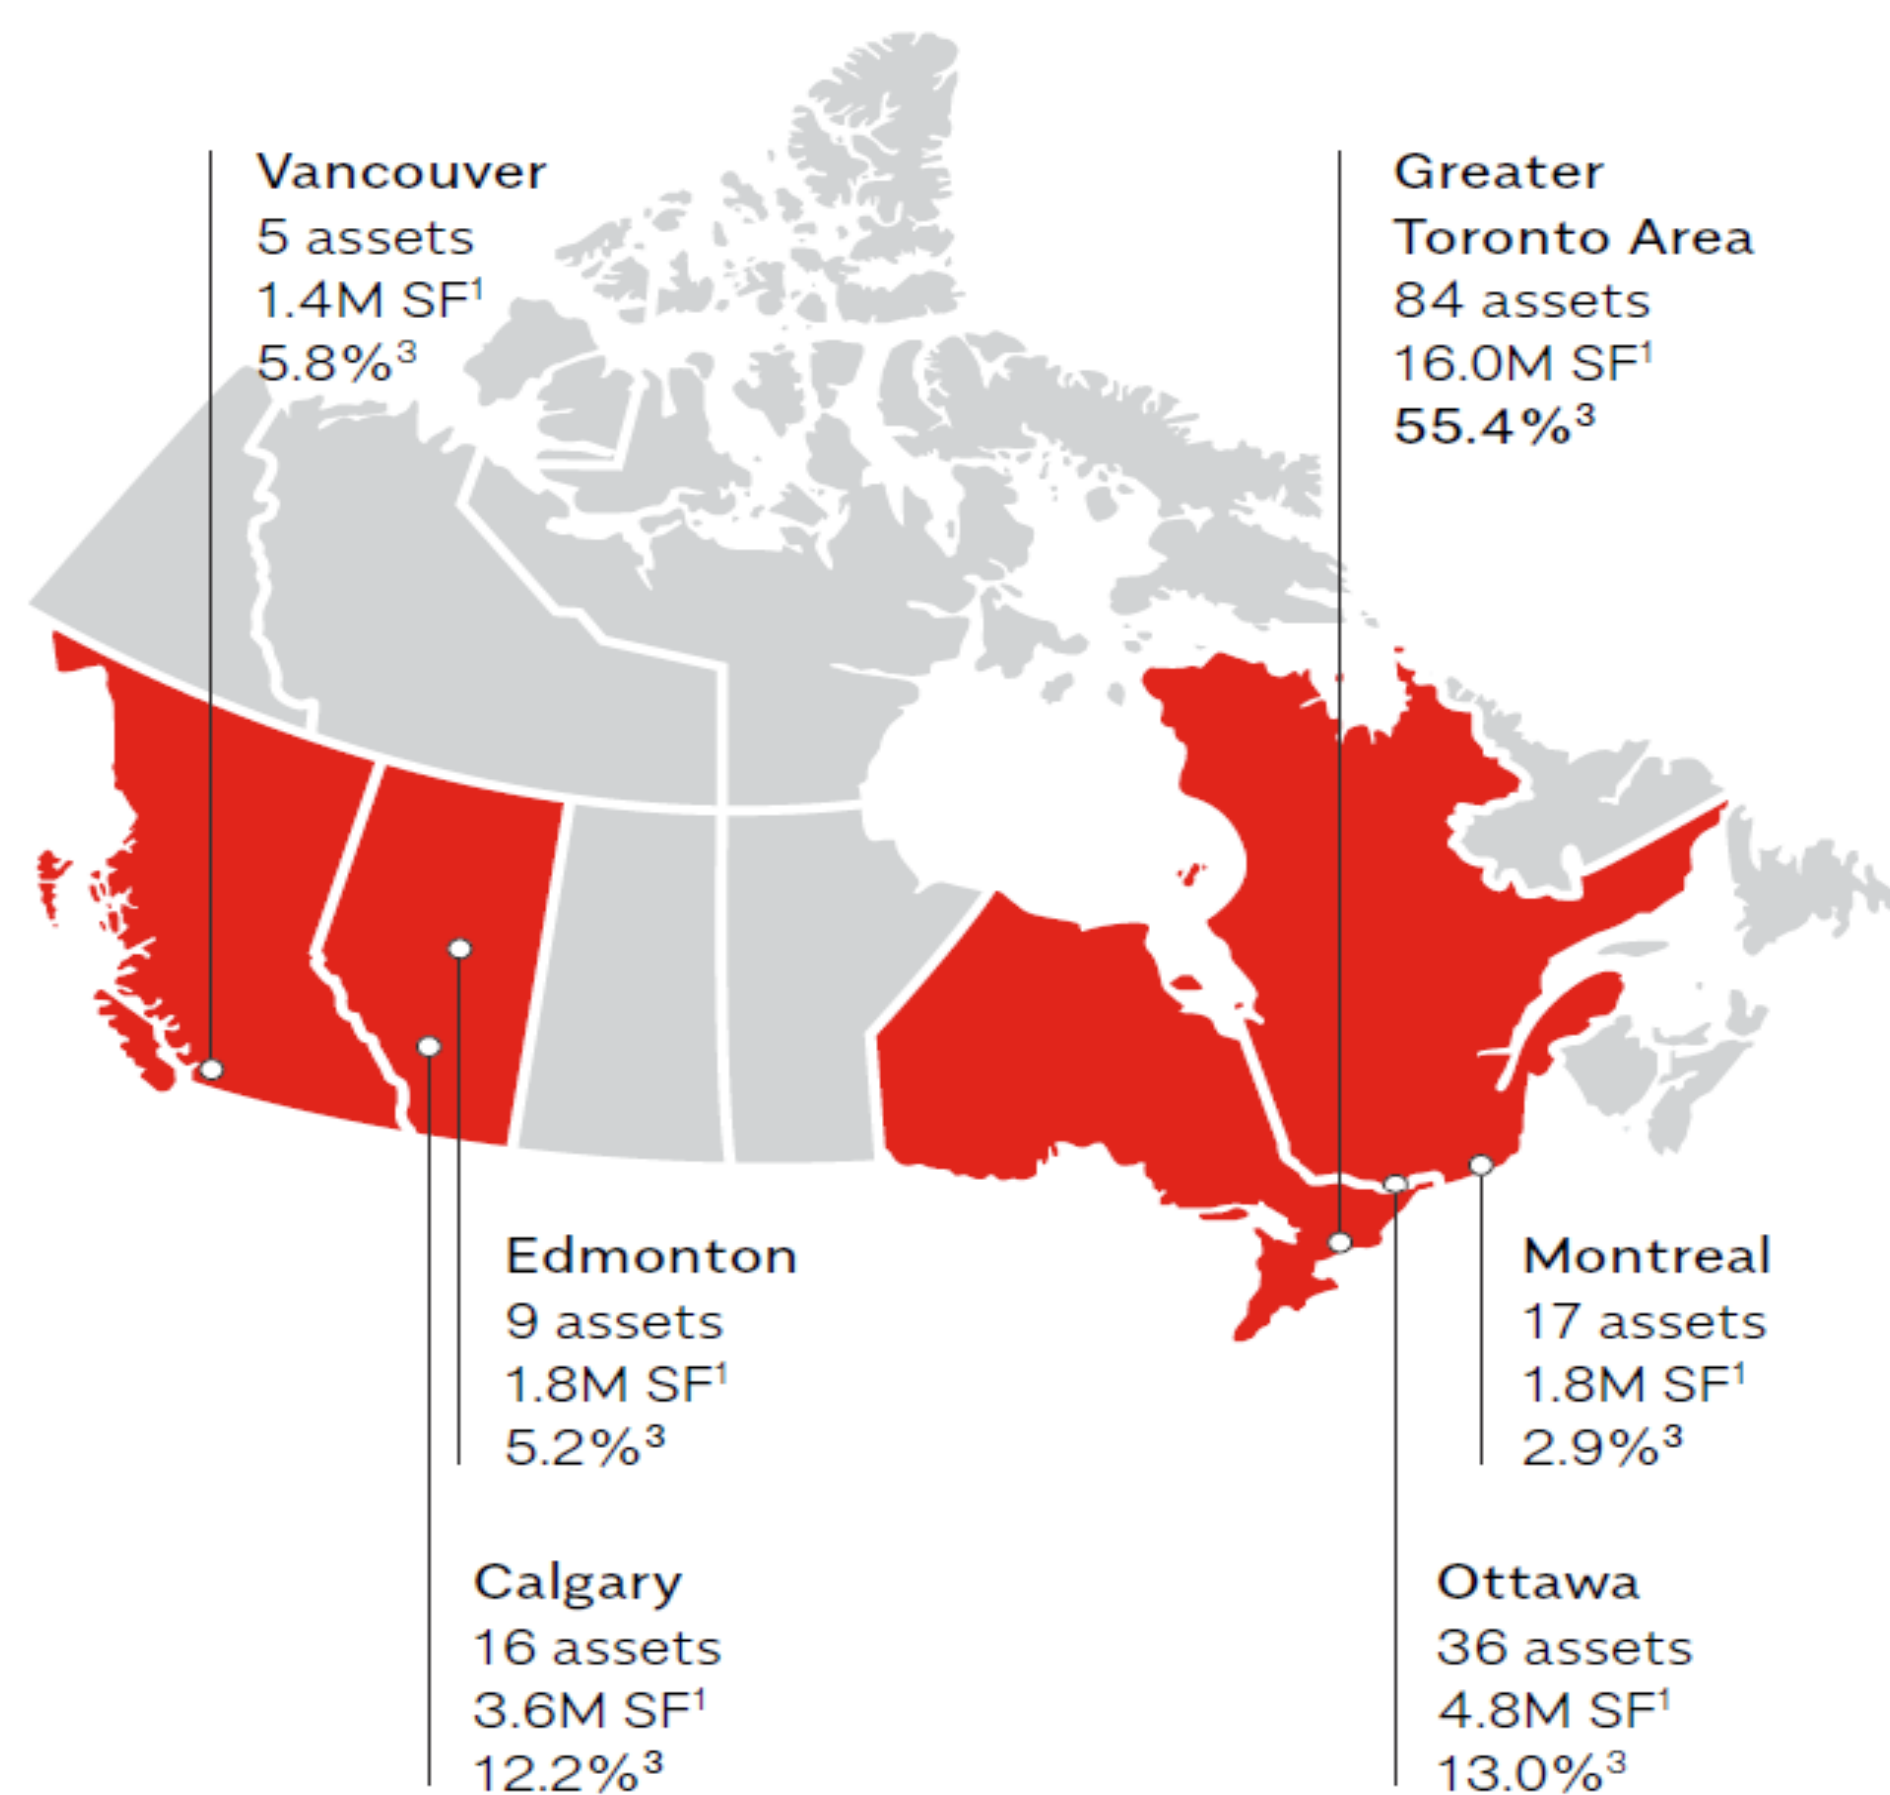 Vancouver
5 assets
1.4M SF¹
5.8%³
Greater
Toronto Area
84 assets
16.0M SF¹
55.4%³
Edmonton
9 assets
1.8M SF¹
5.2%³
Montreal
17 assets
1.8M SF¹
2.9%³
Calgary
16 assets
3.6M SF¹
12.2%³
Ottawa
36 assets
4.8M SF¹
13.0%³